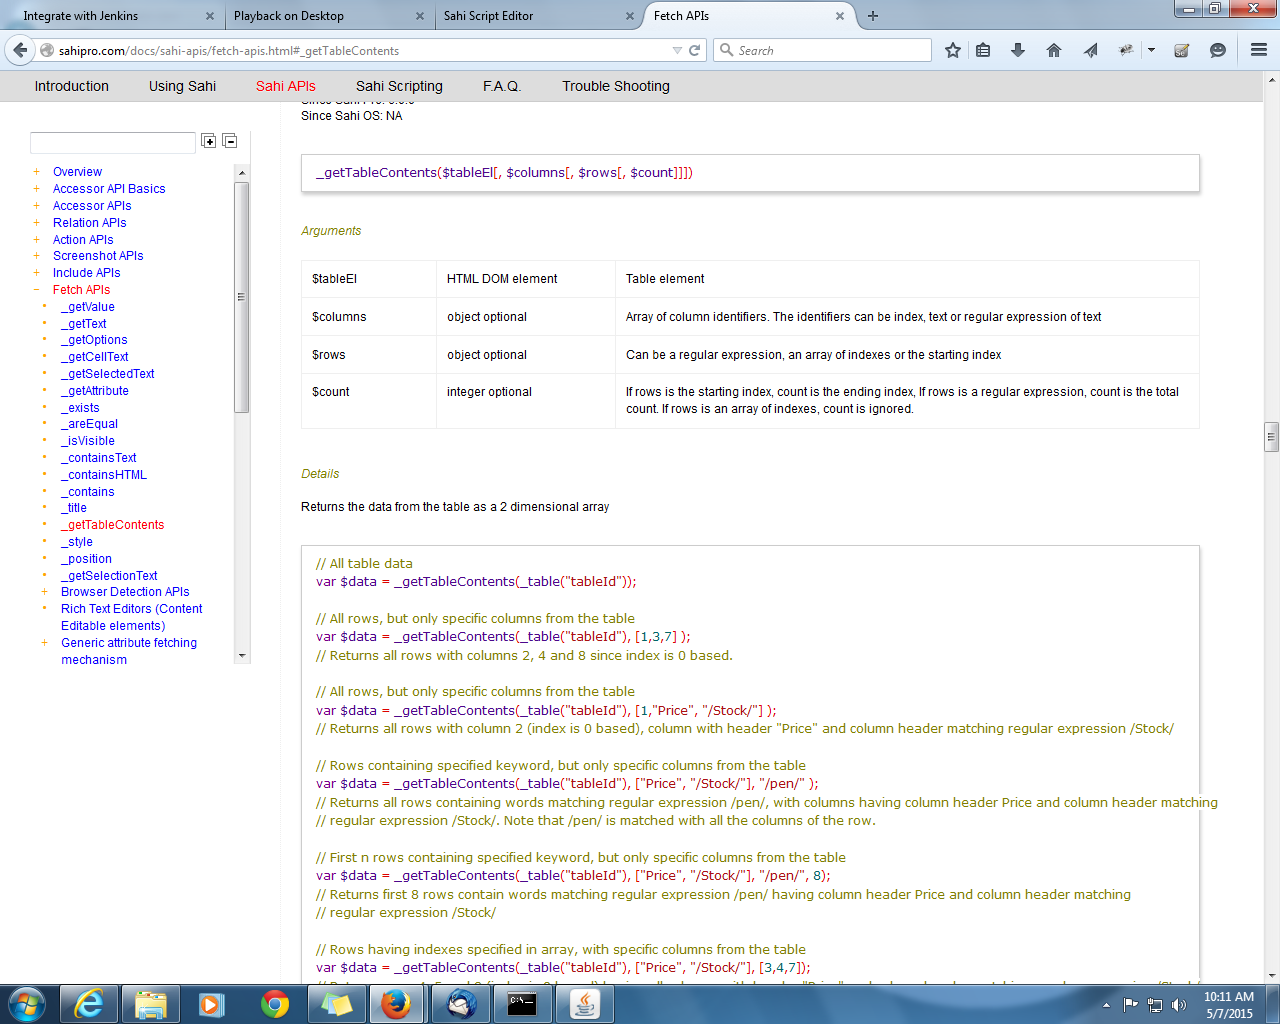 Integrate with Jenkins
Playback on Desktop
Sahi Script Editor
Fetch APIs
sahipro.com/docs/sahi-apis/fetch-apis.html#_getTableContents
Search
Introduction
Using Sahi
Sahi APIs
Sahi Scripting
F.A.Q.
Trouble Shooting
Since Sahi OS: NA
Overview
Accessor API Basics
Accessor APIs
Relation APIs
Action APIs
Screenshot APIs
Include APIs
Fetch APIs
_getValue
_getText
_getOptions
_getCellText
_getSelectedText
_getAttribute
_exists
_areEqual
_isVisible
_containsText
_containsHTML
_contains
_title
_getTableContents
_style
_position
_getSelectionText
Browser Detection APIs
Rich Text Editors (Content
Editable elements)
Generic attribute fetching
mechanism
_getTableContents($tableEl[, $columns[, $rows[, $count]]])
Arguments
$tableEl HTML DOM element Table element
$columns object optional Array of column identifiers. The identifiers can be index, text or regular expression of text
$rows object optional Can be a regular expression, an array of indexes or the starting index
$count integer optional If rows is the starting index, count is the ending index, If rows is a regular expression, count is the total
count. If rows is an array of indexes, count is ignored.
Details
Returns the data from the table as a 2 dimensional array
// All table data
var $data = _getTableContents(_table("tableId"));
// All rows, but only specific columns from the table
var $data = _getTableContents(_table("tableId"), [1,3,7] );
// Returns all rows with columns 2, 4 and 8 since index is 0 based.
// All rows, but only specific columns from the table
var $data = _getTableContents(_table("tableId"), [1,"Price", "/Stock/"] );
// Returns all rows with column 2 (index is 0 based), column with header "Price" and column header matching regular expression /Stock/
// Rows containing specified keyword, but only specific columns from the table
var $data = _getTableContents(_table("tableId"), ["Price", "/Stock/"], "/pen/" );
// Returns all rows containing words matching regular expression /pen/, with columns having column header Price and column header matching
// regular expression /Stock/. Note that /pen/ is matched with all the columns of the row.
// First n rows containing specified keyword, but only specific columns from the table
var $data = _getTableContents(_table("tableId"), ["Price", "/Stock/"], "/pen/", 8);
// Returns first 8 rows contain words matching regular expression /pen/ having column header Price and column header matching
// regular expression /Stock/
// Rows having indexes specified in array, with specific columns from the table
var $data = _getTableContents(_table("tableId"), ["Price", "/Stock/"], [3,4,7]);
10:11 AM
5/7/2015